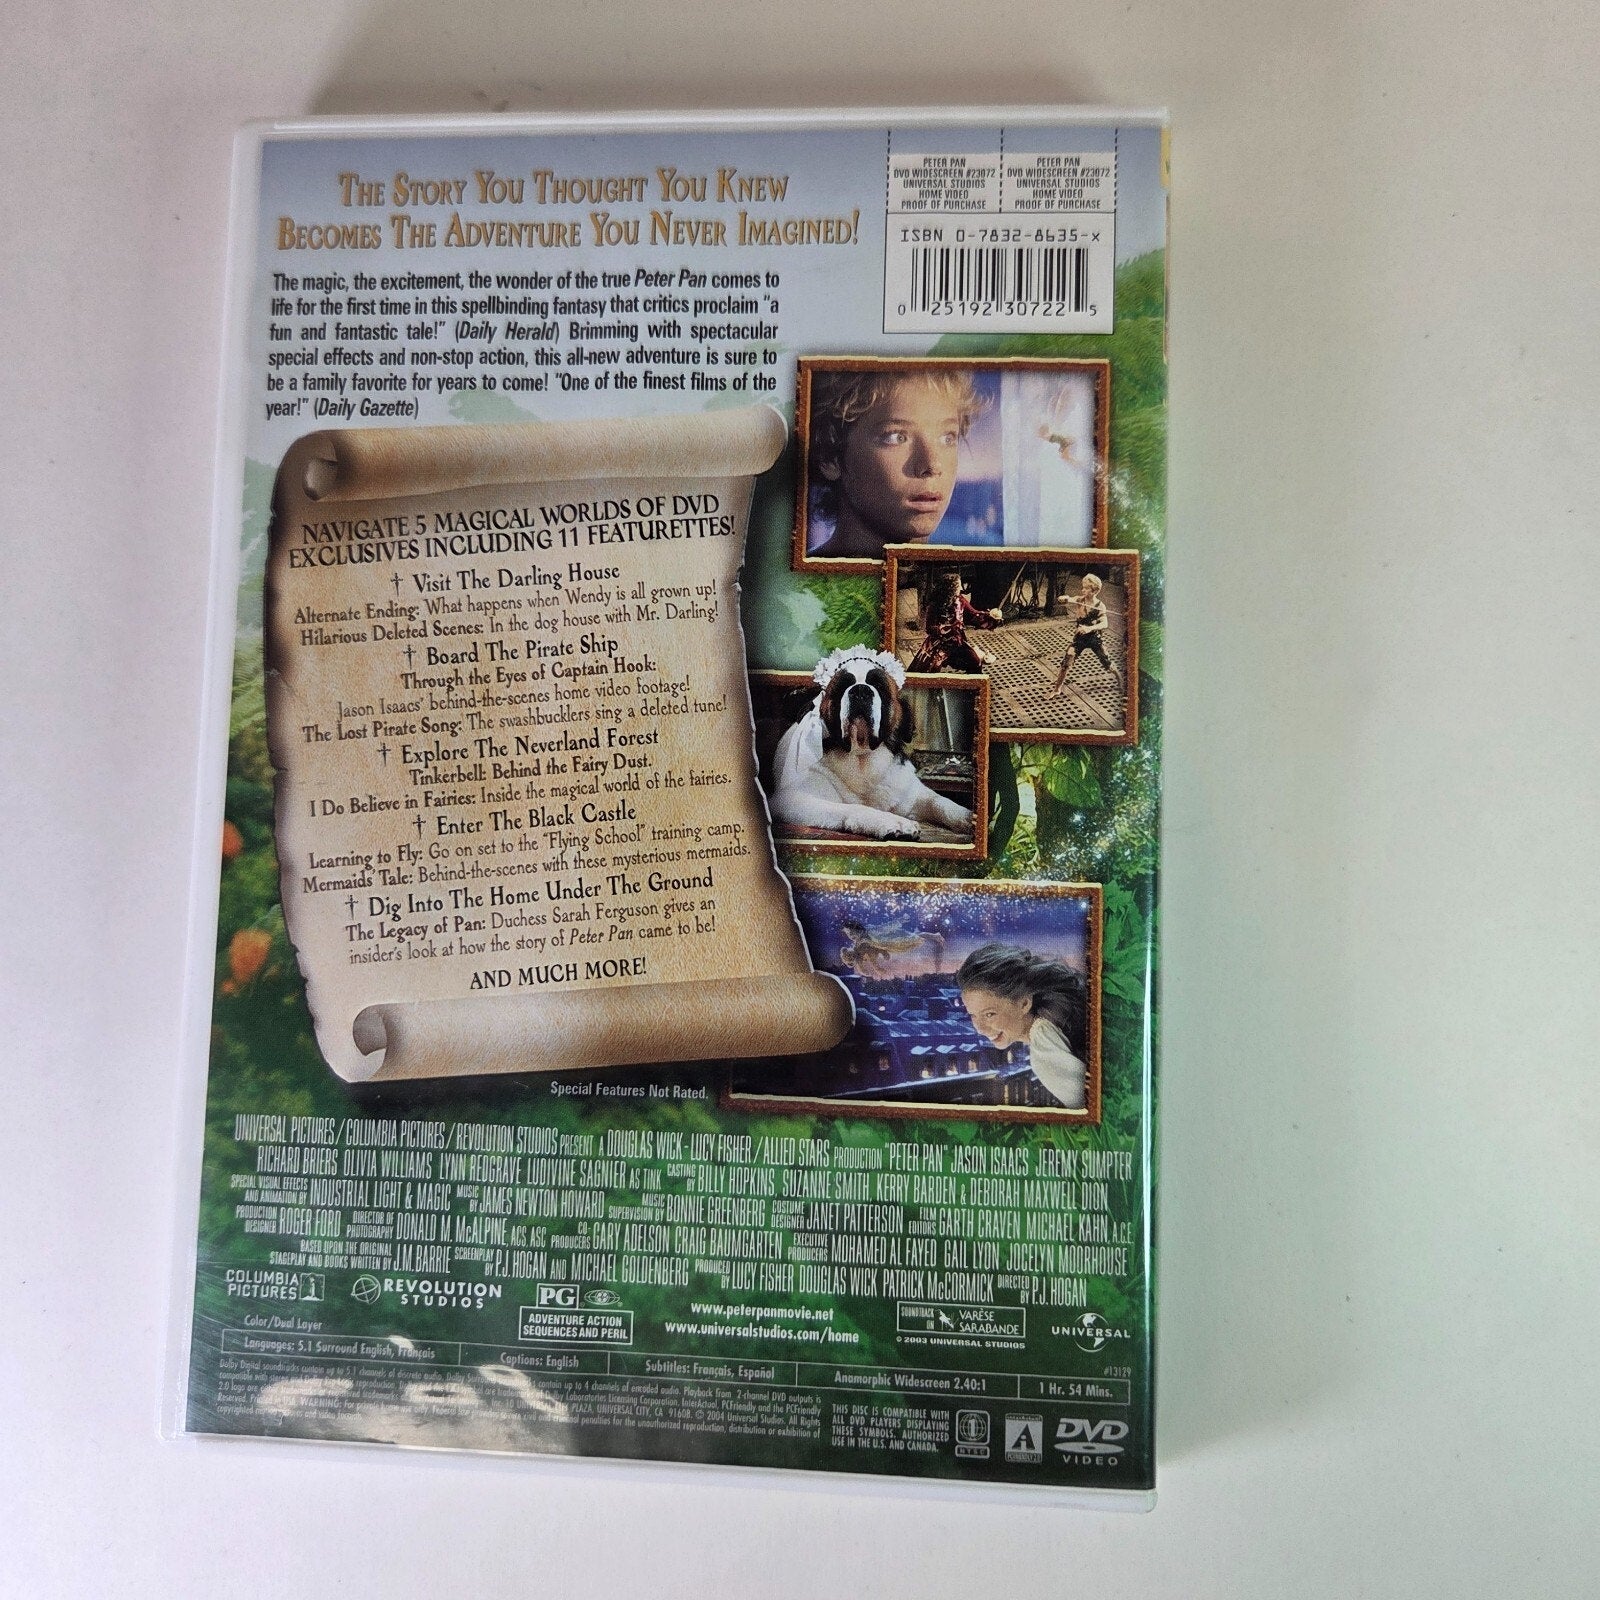 THE STORY YOU THOUGHT YOU KNEW
BECOMES THE ADVENTURE YOU NEVER IMAGINED!
The magic, the excitement, the wonder of the true Peter Pan comes to
life for the first time in this spellbinding fantasy that critics proclaim "a
fun and fantastic tale!" (Daily Herald) Brimming with spectacular
special effects and non-stop action, this all-new adventure is sure to
be a family favorite for years to come! "One of the finest films of the
year!" (Daily Gazette)
PETER PAN
DVD WIDESCREEN #23072
UNIVERSAL STUDIOS
HOME VIDEO
PROOF OF PURCHASE
PETER PAN
DVD WIDESCREEN #23072
UNIVERSAL STUDIOS
HOME VIDEO
PROOF OF PURCHASE
ISBN 0-7832-8635-X
0 25192 30722 5
NAVIGATE 5 MAGICAL WORLDS OF DVD
EXCLUSIVES INCLUDING 11 FEATURETTES!
† Visit The Darling House
Alternate Ending: What happens when Wendy is all grown up!
Hilarious Deleted Scenes: In the dog house with Mr. Darling!
† Board The Pirate Ship
Through the Eyes of Captain Hook:
Jason Isaacs' behind-the-scenes home video footage!
The Lost Pirate Song: The swashbucklers sing a deleted tune!
† Explore The Neverland Forest
Tinkerbell: Behind the Fairy Dust.
I Do Believe in Fairies: Inside the magical world of the fairies.
† Enter The Black Castle
Learning to Fly: Go on set to the "Flying School" training camp.
Mermaids' Tale: Behind-the-scenes with these mysterious mermaids.
† Dig Into The Home Under The Ground
The Legacy of Pan: Duchess Sarah Ferguson gives an
insider's look at how the story of Peter Pan came to be!
AND MUCH MORE!
Special Features Not Rated.
UNIVERSAL PICTURES / COLUMBIA PICTURES / REVOLUTION STUDIOS PRESENT A DOUGLAS WICK - LUCY FISHER / ALLIED STARS PRODUCTION "PETER PAN" JASON ISAACS JEREMY SUMPTER
RICHARD BRIERS OLIVIA WILLIAMS LYNN REDGRAVE LUDIVINE SAGNIER AS TINK CASTING BY BILLY HOPKINS, SUZANNE SMITH, KERRY BARDEN & DEBORAH MAXWELL DION
SPECIAL VISUAL EFFECTS AND ANIMATION BY INDUSTRIAL LIGHT & MAGIC MUSIC BY JAMES NEWTON HOWARD MUSIC SUPERVISION BY BONNIE GREENBERG COSTUME DESIGNER JANET PATTERSON FILM EDITORS GARTH CRAVEN MICHAEL KAHN, A.C.E.
PRODUCTION DESIGNER ROGER FORD DIRECTOR OF PHOTOGRAPHY DONALD M. McALPINE, ACS, ASC CO-PRODUCERS GARY ADELSON CRAIG BAUMGARTEN EXECUTIVE PRODUCERS MOHAMED AL FAYED GAIL LYON JOCELYN MOORHOUSE
BASED UPON THE ORIGINAL STAGEPLAY AND BOOKS WRITTEN BY J.M. BARRIE SCREENPLAY BY P.J. HOGAN AND MICHAEL GOLDENBERG PRODUCED BY LUCY FISHER DOUGLAS WICK PATRICK McCORMICK DIRECTED BY P.J. HOGAN
COLUMBIA
PICTURES
REVOLUTION
STUDIOS
PG
ADVENTURE ACTION
SEQUENCES AND PERIL
www.peterpanmovie.net
www.universalstudios.com/home
SOUNDTRACK
ON
VARÈSE
SARABANDE
© 2003 UNIVERSAL STUDIOS
UNIVERSAL
Color/Dual Layer
#13129
Languages: 5.1 Surround English, Français
Captions: English
Subtitles: Français, Español
Anamorphic Widescreen 2.40:1
1 Hr. 54 Mins.
THIS DISC IS COMPATIBLE WITH
ALL DVD PLAYERS DISPLAYING
THESE SYMBOLS. AUTHORIZED
USE IN THE U.S. AND CANADA.
1
NTSC
DVD
VIDEO